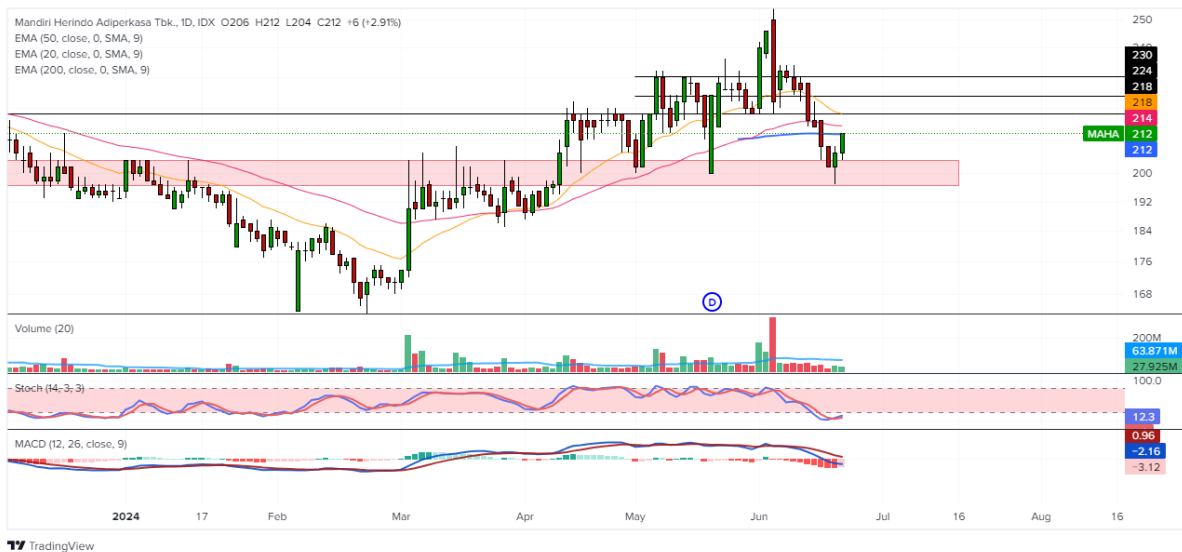 Mandiri Herindo Adiperkasa Tbk., 1D, IDX O206 H212 L204 C212 +6 (+2.91%)
EMA (50, close, 0, SMA, 9)
EMA (20, close, 0, SMA, 9)
EMA (200, close, 0, SMA, 9)
250
230
224
218
218
214
MAHA 212
212
200
192
184
176
168
D
Volume (20)
200M
63.871M
27.925M
Stoch (14, 3, 3)
100.0
12.3
MACD (12, 26, close, 9)
0.96
−2.16
−3.12
2024 17 Feb Mar Apr May Jun Jul 16 Aug 16
TradingView